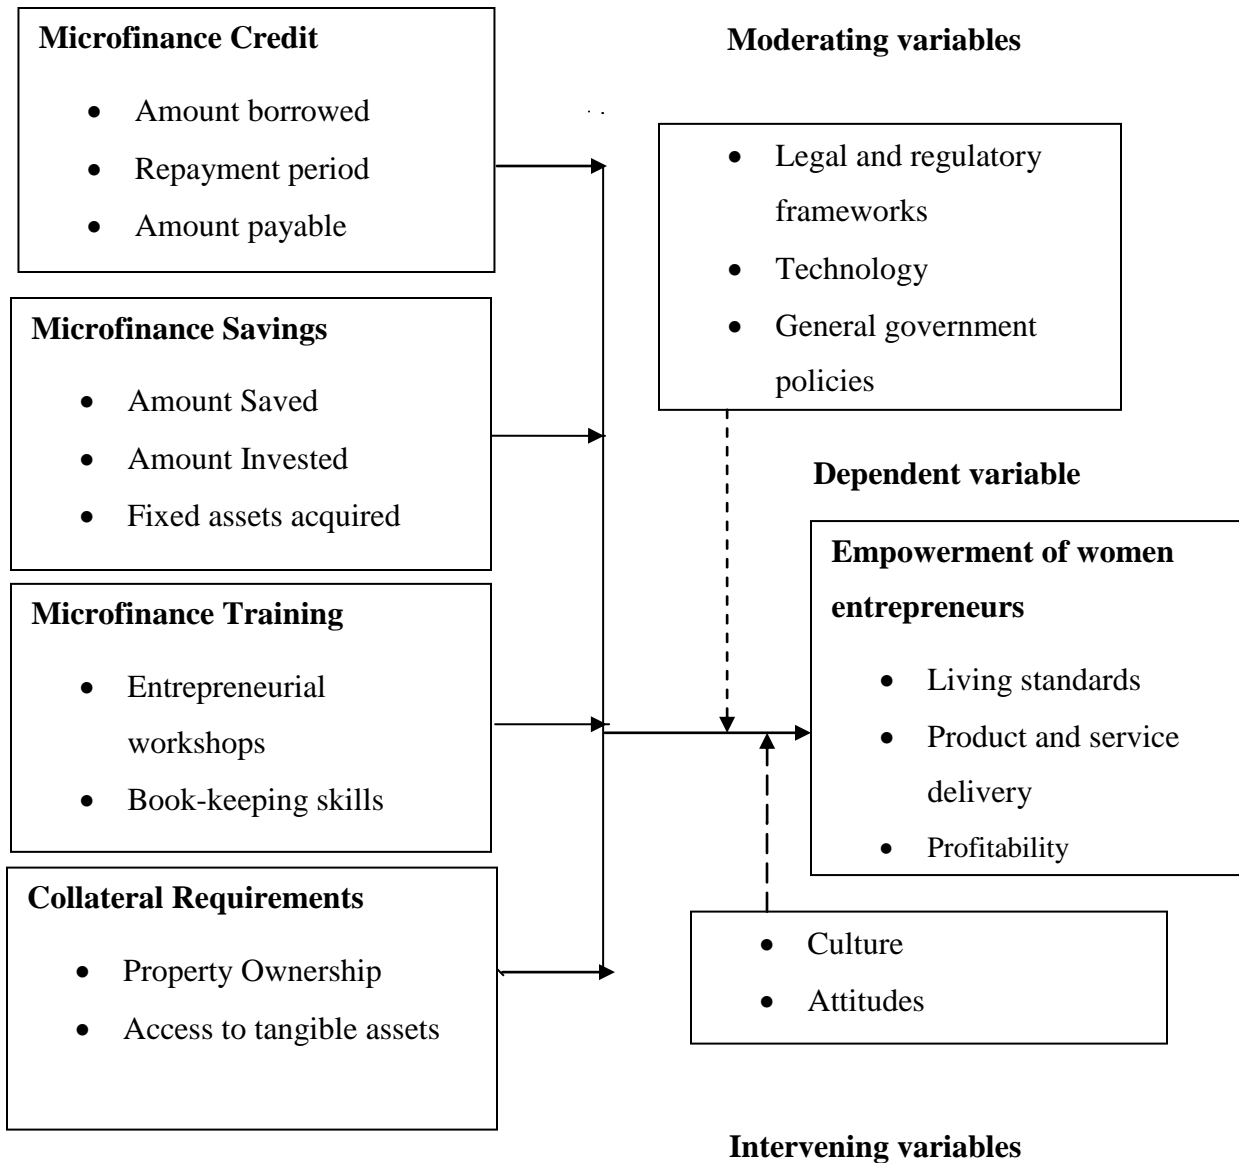 Microfinance Credit
• Amount borrowed
• Repayment period
• Amount payable
Microfinance Savings
• Amount Saved
• Amount Invested
• Fixed assets acquired
Microfinance Training
• Entrepreneurial
workshops
• Book-keeping skills
Collateral Requirements
• Property Ownership
• Access to tangible assets
Moderating variables
• Legal and regulatory
frameworks
• Technology
• General government
policies
Dependent variable
Empowerment of women
entrepreneurs
• Living standards
• Product and service
delivery
• Profitability
• Culture
• Attitudes
Intervening variables